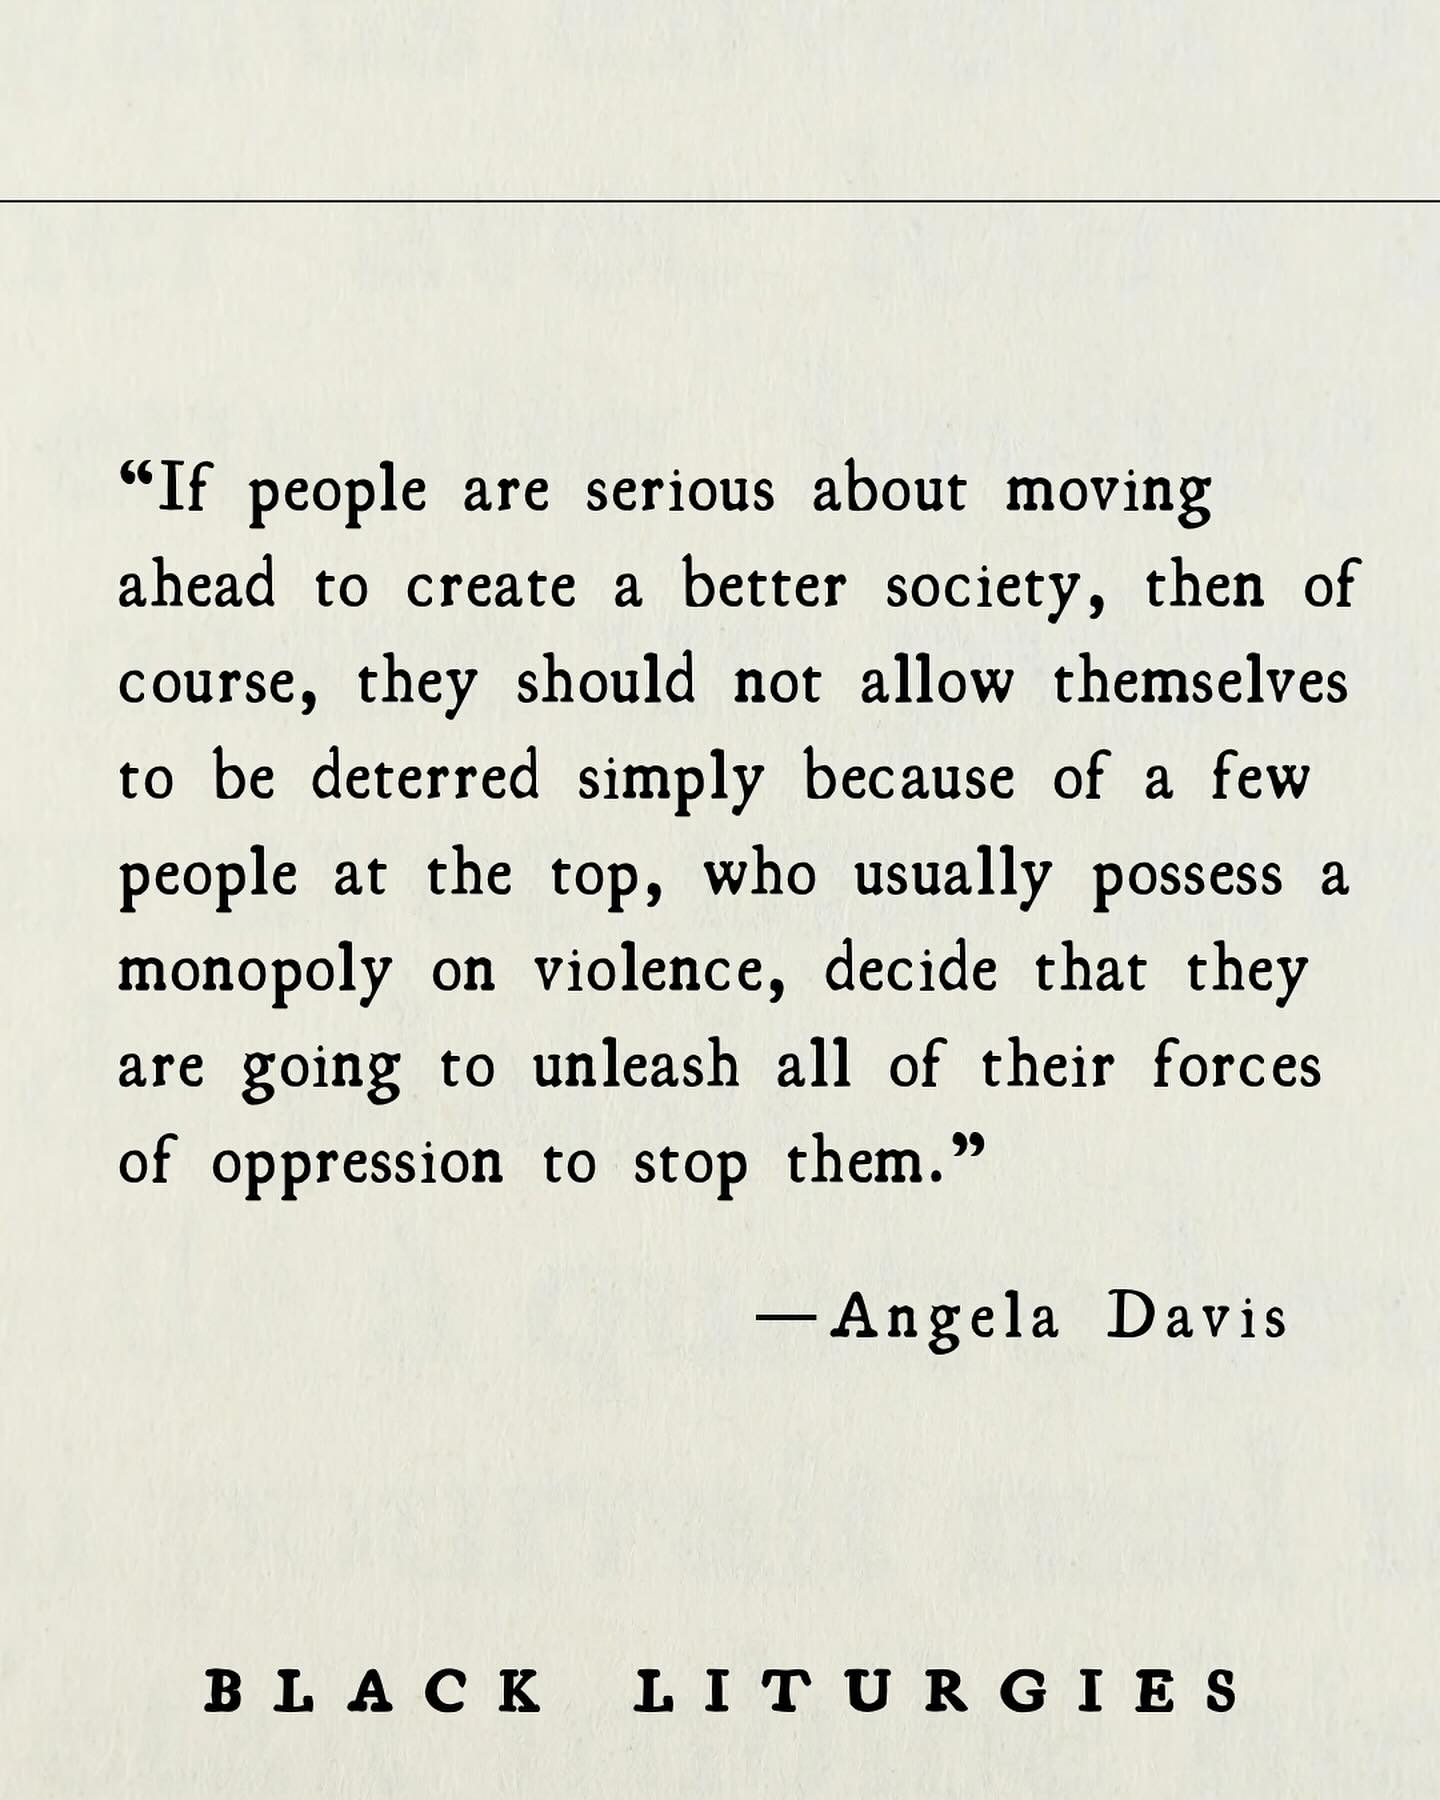 “If people are serious about moving
ahead to create a better society, then of
course, they should not allow themselves
to be deterred simply because of a few
people at the top, who usually possess a
monopoly on violence, decide that they
are going to unleash all of their forces
of oppression to stop them.”
—Angela Davis
BLACK LITURGIES